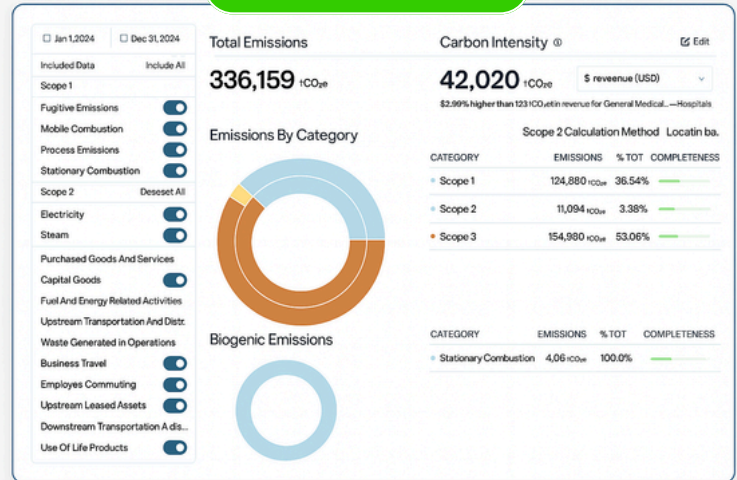 Jan 1,2024 Dec 31,2024
Included Data Include All
Scope 1
Fugitive Emissions
Mobile Combustion
Process Emissions
Stationary Combustion
Scope 2 Deseset All
Electricity
Steam
Purchased Goods And Services
Capital Goods
Fuel And Energy Related Activities
Upstream Transportation And Distr.
Waste Generated in Operations
Business Travel
Employes Commuting
Upstream Leased Assets
Downstream Transportation A dis...
Use Of Life Products
Total Emissions
336,159 tCO₂e
Emissions By Category
Biogenic Emissions
Carbon Intensity Edit
42,020 tCO₂e $ reveenue (USD)
$2.99% higher than 123 tCO₂etin revenue for General Medical.. —Hospitals
Scope 2 Calculation Method Locatin ba.
CATEGORY EMISSIONS % TOT COMPLETENESS
Scope 1 124,880 tCO₂e 36.54%
Scope 2 11,094 tCO₂e 3.38%
Scope 3 154,980 tCO₂e 53.06%
CATEGORY EMISSIONS % TOT COMPLETENESS
Stationary Combustion 4,06 tCO₂e 100.0%